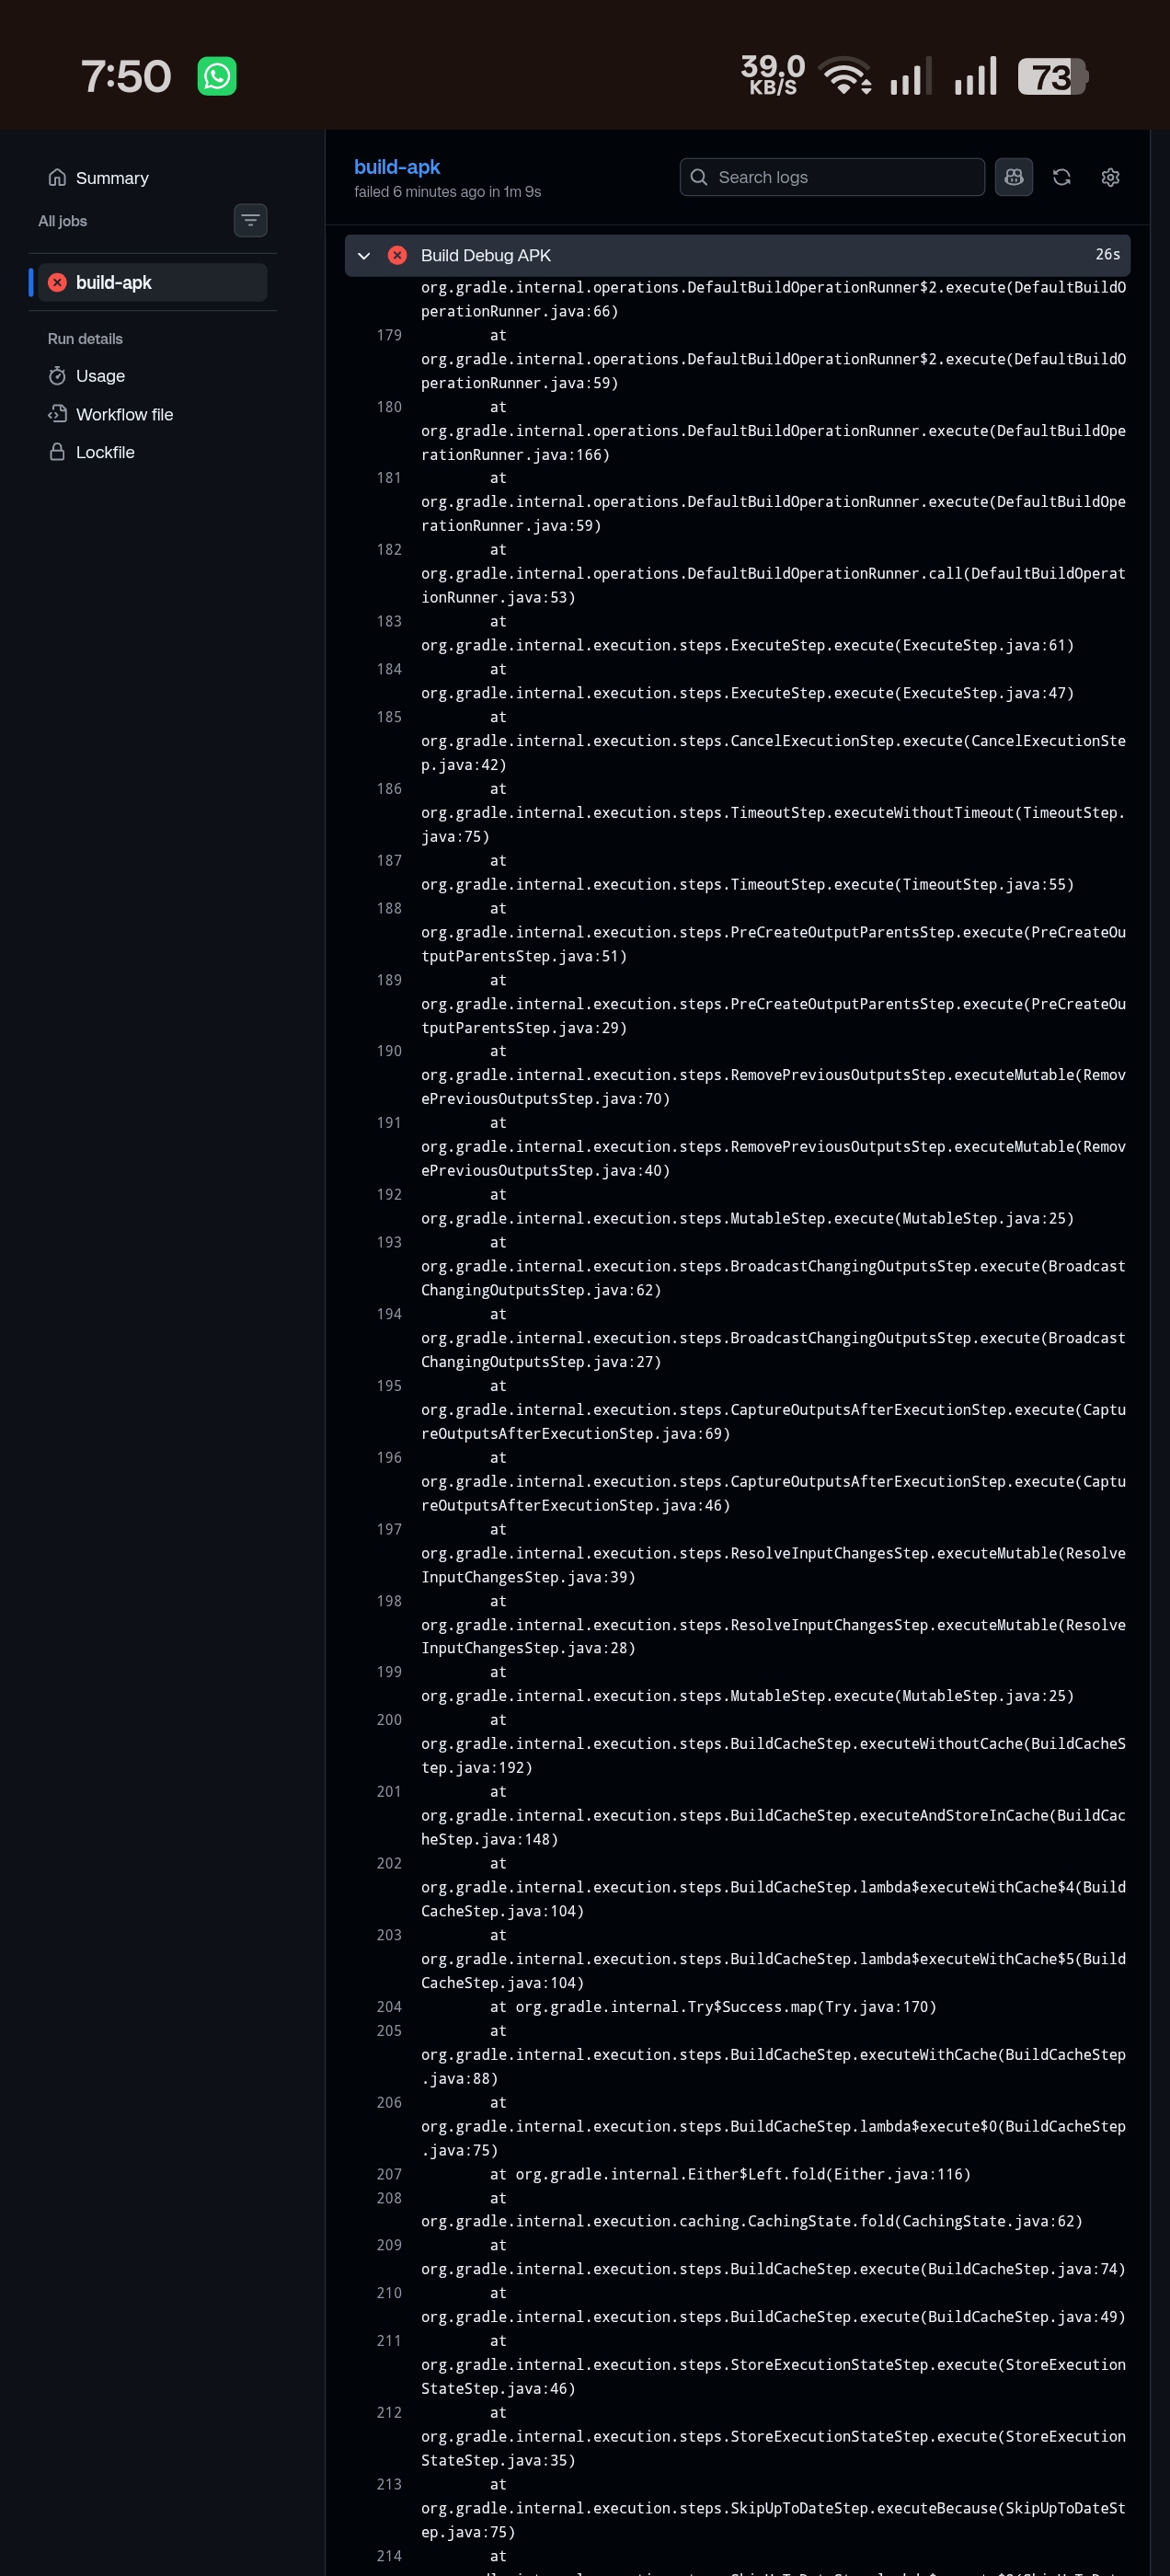 7:50
39.0
KB/S
73
Summary
All jobs
build-apk
Run details
Usage
Workflow file
Lockfile
build-apk
failed 6 minutes ago in 1m 9s
Search logs
Build Debug APK
26s
org.gradle.internal.operations.DefaultBuildOperationRunner$2.execute(DefaultBuildO
perationRunner.java:66)
179 at
org.gradle.internal.operations.DefaultBuildOperationRunner$2.execute(DefaultBuildO
perationRunner.java:59)
180 at
org.gradle.internal.operations.DefaultBuildOperationRunner.execute(DefaultBuildOpe
rationRunner.java:166)
181 at
org.gradle.internal.operations.DefaultBuildOperationRunner.execute(DefaultBuildOpe
rationRunner.java:59)
182 at
org.gradle.internal.operations.DefaultBuildOperationRunner.call(DefaultBuildOperat
ionRunner.java:53)
183 at
org.gradle.internal.execution.steps.ExecuteStep.execute(ExecuteStep.java:61)
184 at
org.gradle.internal.execution.steps.ExecuteStep.execute(ExecuteStep.java:47)
185 at
org.gradle.internal.execution.steps.CancelExecutionStep.execute(CancelExecutionSte
p.java:42)
186 at
org.gradle.internal.execution.steps.TimeoutStep.executeWithoutTimeout(TimeoutStep.
java:75)
187 at
org.gradle.internal.execution.steps.TimeoutStep.execute(TimeoutStep.java:55)
188 at
org.gradle.internal.execution.steps.PreCreateOutputParentsStep.execute(PreCreateOu
tputParentsStep.java:51)
189 at
org.gradle.internal.execution.steps.PreCreateOutputParentsStep.execute(PreCreateOu
tputParentsStep.java:29)
190 at
org.gradle.internal.execution.steps.RemovePreviousOutputsStep.executeMutable(Remov
ePreviousOutputsStep.java:70)
191 at
org.gradle.internal.execution.steps.RemovePreviousOutputsStep.executeMutable(Remov
ePreviousOutputsStep.java:40)
192 at
org.gradle.internal.execution.steps.MutableStep.execute(MutableStep.java:25)
193 at
org.gradle.internal.execution.steps.BroadcastChangingOutputsStep.execute(Broadcast
ChangingOutputsStep.java:62)
194 at
org.gradle.internal.execution.steps.BroadcastChangingOutputsStep.execute(Broadcast
ChangingOutputsStep.java:27)
195 at
org.gradle.internal.execution.steps.CaptureOutputsAfterExecutionStep.execute(Captu
reOutputsAfterExecutionStep.java:69)
196 at
org.gradle.internal.execution.steps.CaptureOutputsAfterExecutionStep.execute(Captu
reOutputsAfterExecutionStep.java:46)
197 at
org.gradle.internal.execution.steps.ResolveInputChangesStep.executeMutable(Resolve
InputChangesStep.java:39)
198 at
org.gradle.internal.execution.steps.ResolveInputChangesStep.executeMutable(Resolve
InputChangesStep.java:28)
199 at
org.gradle.internal.execution.steps.MutableStep.execute(MutableStep.java:25)
200 at
org.gradle.internal.execution.steps.BuildCacheStep.executeWithoutCache(BuildCacheS
tep.java:192)
201 at
org.gradle.internal.execution.steps.BuildCacheStep.executeAndStoreInCache(BuildCac
heStep.java:148)
202 at
org.gradle.internal.execution.steps.BuildCacheStep.lambda$executeWithCache$4(Build
CacheStep.java:104)
203 at
org.gradle.internal.execution.steps.BuildCacheStep.lambda$executeWithCache$5(Build
CacheStep.java:104)
204 at org.gradle.internal.Try$Success.map(Try.java:170)
205 at
org.gradle.internal.execution.steps.BuildCacheStep.executeWithCache(BuildCacheStep
.java:88)
206 at
org.gradle.internal.execution.steps.BuildCacheStep.lambda$execute$0(BuildCacheStep
.java:75)
207 at org.gradle.internal.Either$Left.fold(Either.java:116)
208 at
org.gradle.internal.execution.caching.CachingState.fold(CachingState.java:62)
209 at
org.gradle.internal.execution.steps.BuildCacheStep.execute(BuildCacheStep.java:74)
210 at
org.gradle.internal.execution.steps.BuildCacheStep.execute(BuildCacheStep.java:49)
211 at
org.gradle.internal.execution.steps.StoreExecutionStateStep.execute(StoreExecution
StateStep.java:46)
212 at
org.gradle.internal.execution.steps.StoreExecutionStateStep.execute(StoreExecution
StateStep.java:35)
213 at
org.gradle.internal.execution.steps.SkipUpToDateStep.executeBecause(SkipUpToDateSt
ep.java:75)
214 at